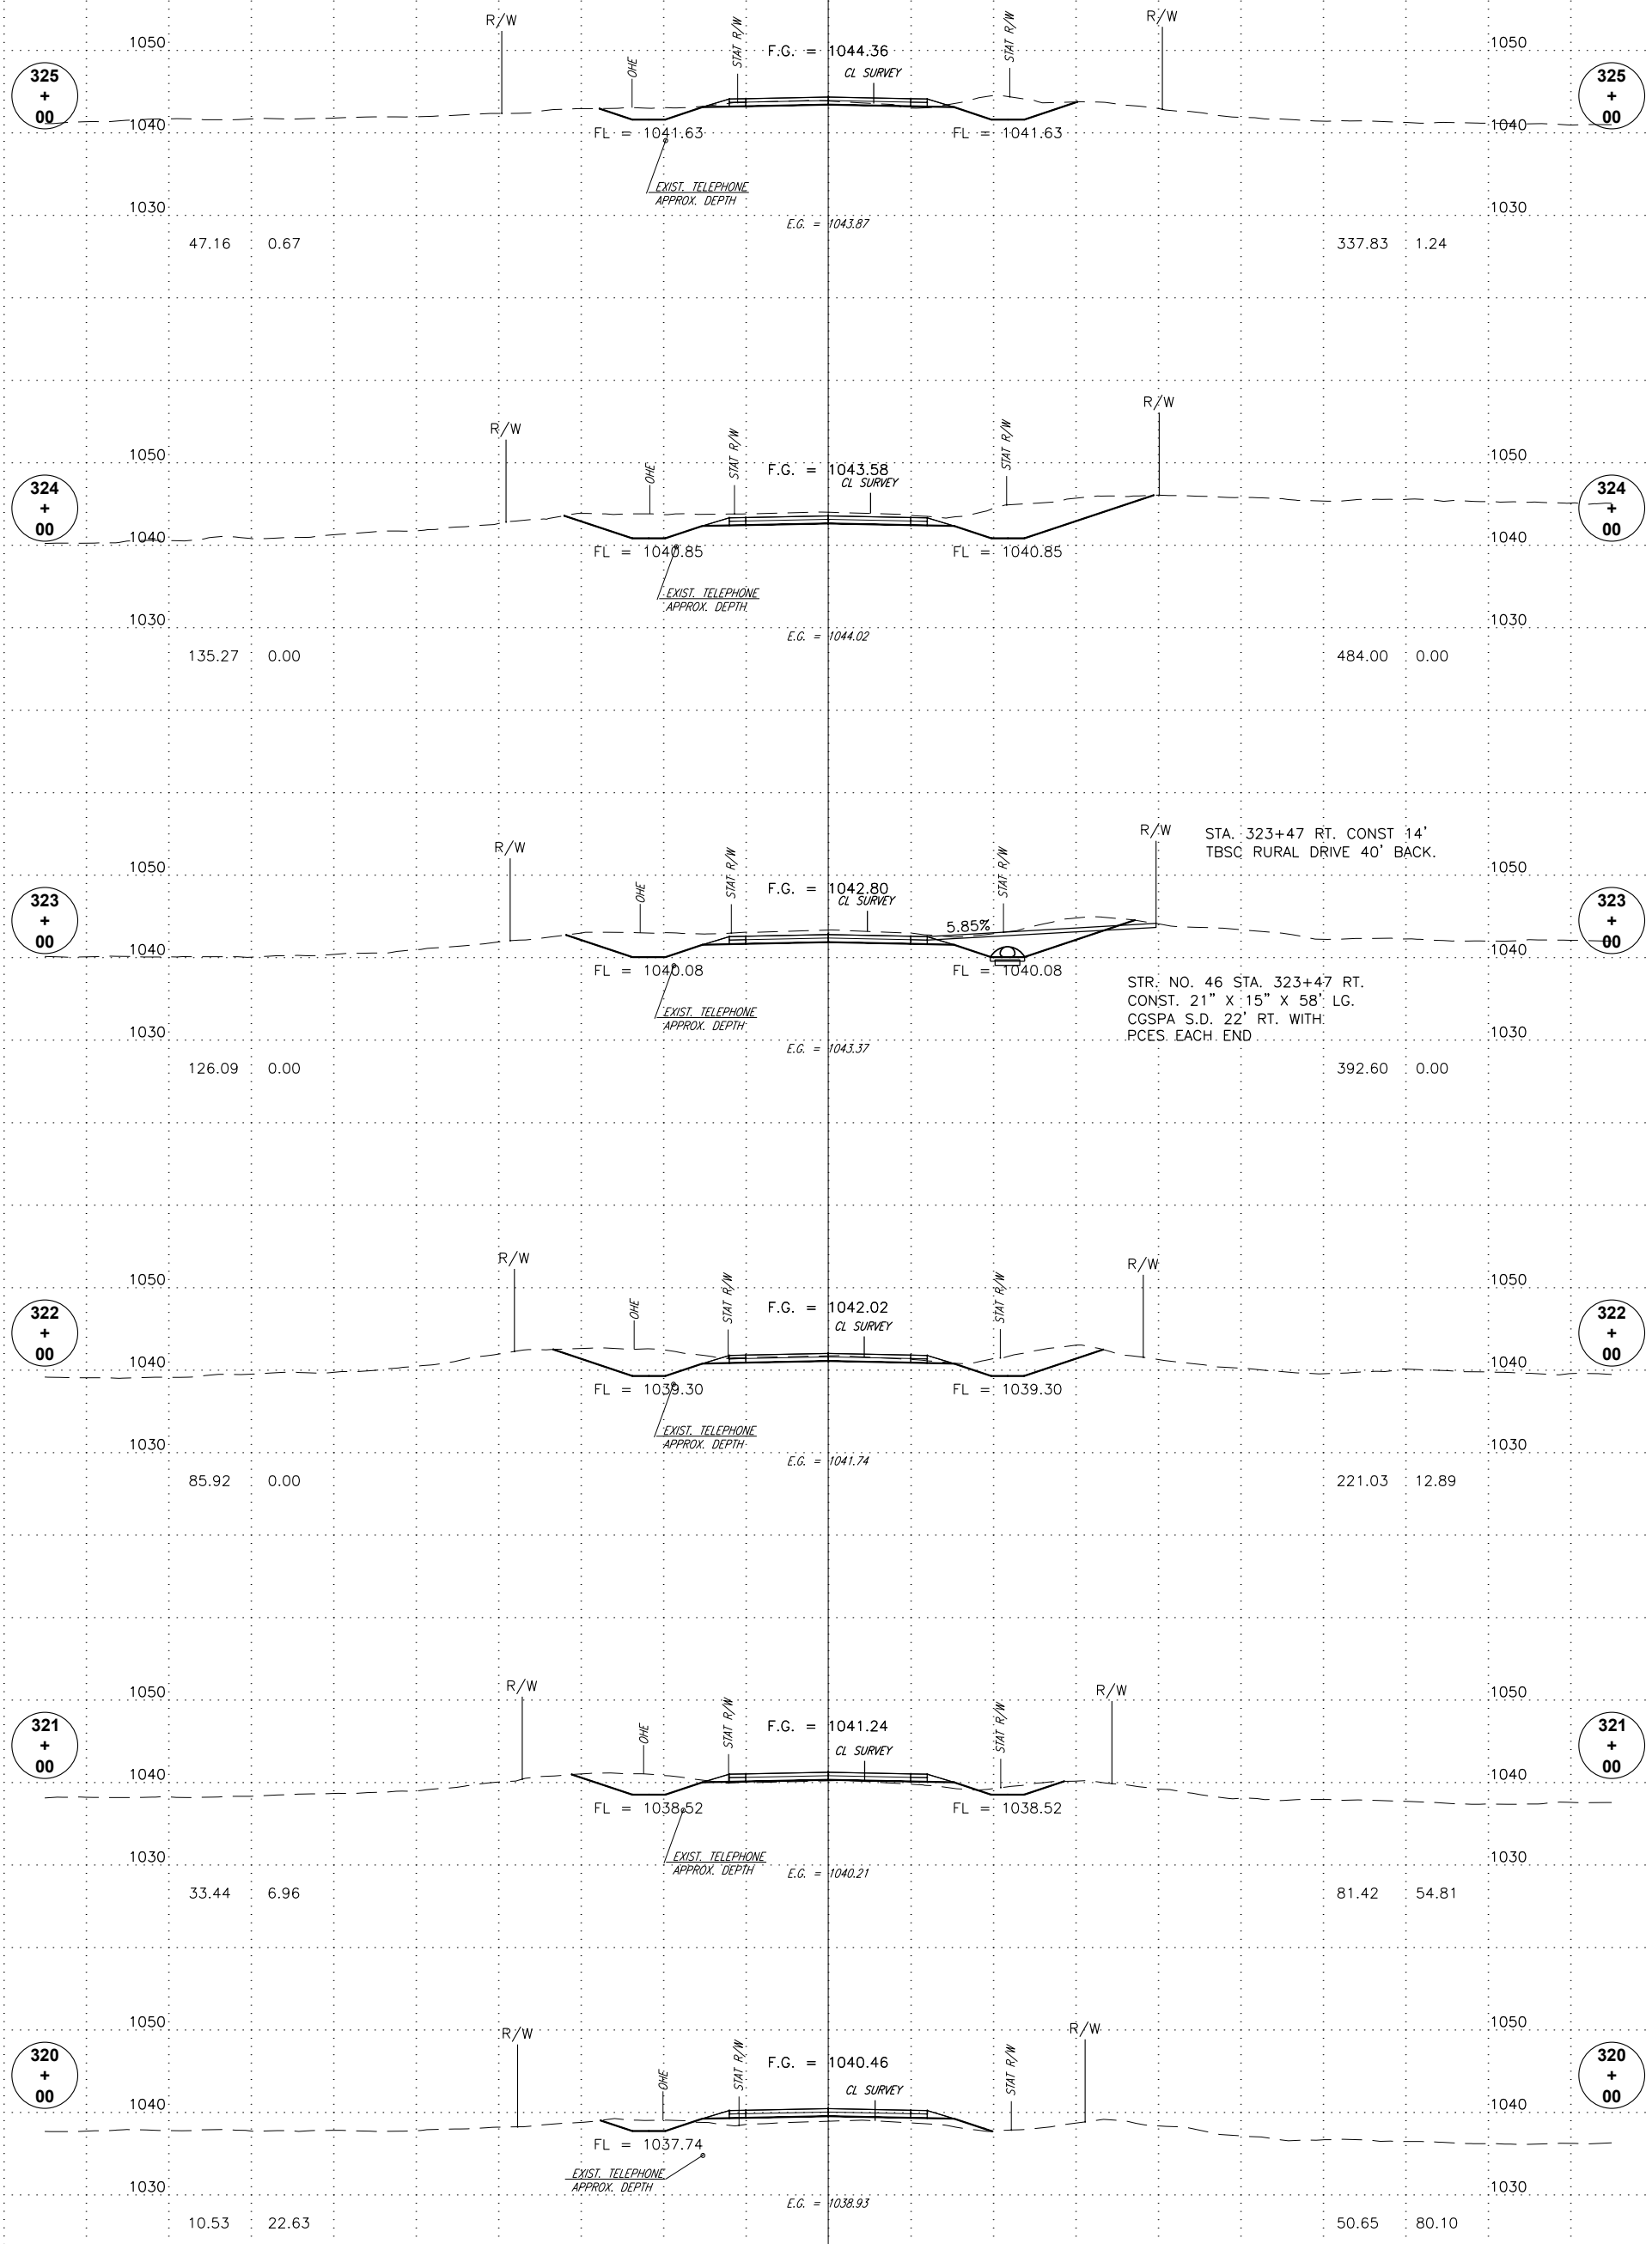 R/W
STAT R/W
STAT R/W
R/W
1050
F.G. = 1044.36
1050
OHE
CL SURVEY
325
+
00
325
+
00
1040
FL = 1041.63
FL = 1041.63
1040
EXIST. TELEPHONE
APPROX. DEPTH
1030
E.G. = 1043.87
1030
47.16 0.67
337.83 1.24
R/W
R/W
STAT R/W
STAT R/W
1050
OHE
F.G. = 1043.58
1050
CL SURVEY
324
+
00
324
+
00
1040
FL = 1040.85
FL = 1040.85
1040
EXIST. TELEPHONE
APPROX. DEPTH
1030
E.G. = 1044.02
1030
135.27 0.00
484.00 0.00
R/W
R/W
STA. 323+47 RT. CONST 14'
TBSC RURAL DRIVE 40' BACK.
STAT R/W
STAT R/W
1050
OHE
F.G. = 1042.80
1050
CL SURVEY
5.85%
323
+
00
323
+
00
1040
FL = 1040.08
FL = 1040.08
1040
STR. NO. 46 STA. 323+47 RT.
CONST. 21" X 15" X 58' LG.
CGSPA S.D. 22' RT. WITH
PCES EACH END
EXIST. TELEPHONE
APPROX. DEPTH
1030
E.G. = 1043.37
1030
126.09 0.00
392.60 0.00
R/W
R/W
STAT R/W
STAT R/W
1050
OHE
F.G. = 1042.02
1050
CL SURVEY
322
+
00
322
+
00
1040
FL = 1039.30
FL = 1039.30
1040
EXIST. TELEPHONE
APPROX. DEPTH
1030
E.G. = 1041.74
1030
85.92 0.00
221.03 12.89
R/W
R/W
STAT R/W
STAT R/W
1050
OHE
F.G. = 1041.24
1050
CL SURVEY
321
+
00
321
+
00
1040
FL = 1038.52
FL = 1038.52
1040
EXIST. TELEPHONE
APPROX. DEPTH
1030
E.G. = 1040.21
1030
33.44 6.96
81.42 54.81
R/W
R/W
STAT R/W
STAT R/W
1050
OHE
F.G. = 1040.46
1050
CL SURVEY
320
+
00
320
+
00
1040
FL = 1037.74
1040
EXIST. TELEPHONE
APPROX. DEPTH
1030
E.G. = 1038.93
1030
10.53 22.63
50.65 80.10